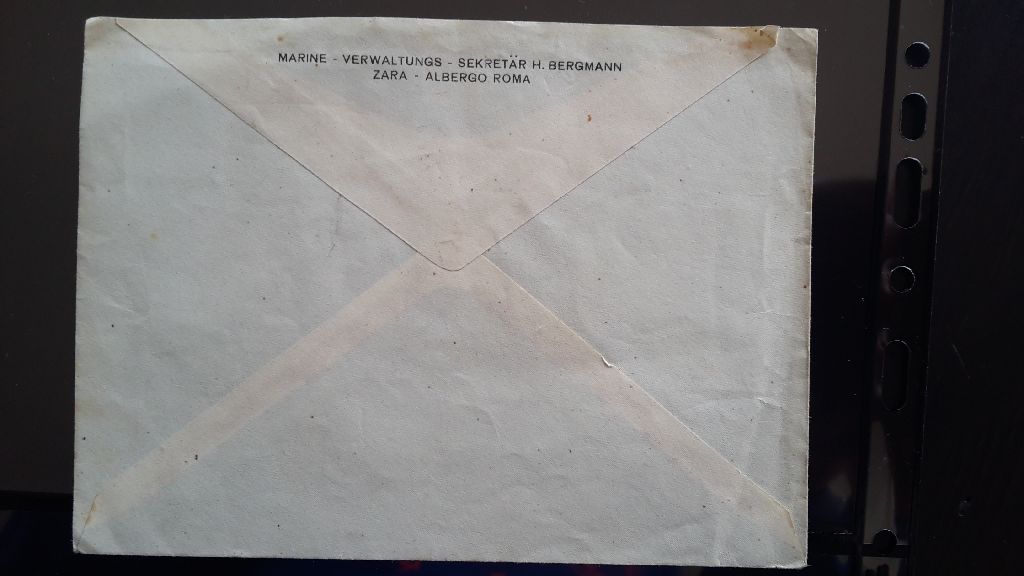 MARINE - VERWALTUNGS - SEKRETÄR H. BERGMANN
ZARA - ALBERGO ROMA